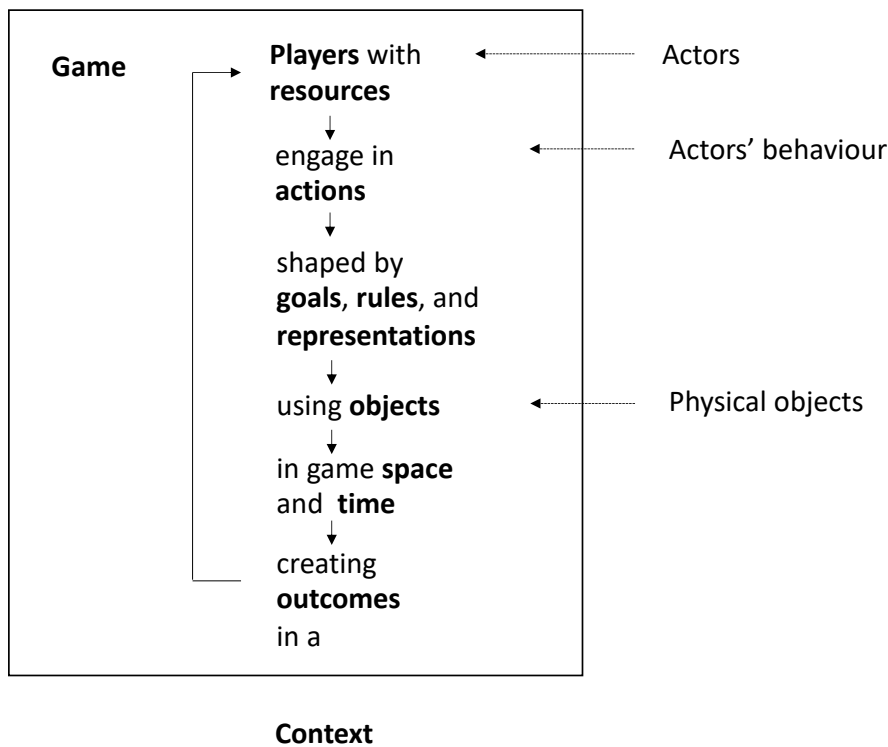 Game
Players with
resources
Actors
engage in
actions
Actors’ behaviour
shaped by
goals, rules, and
representations
using objects
Physical objects
in game space
and time
creating
outcomes
in a
Context